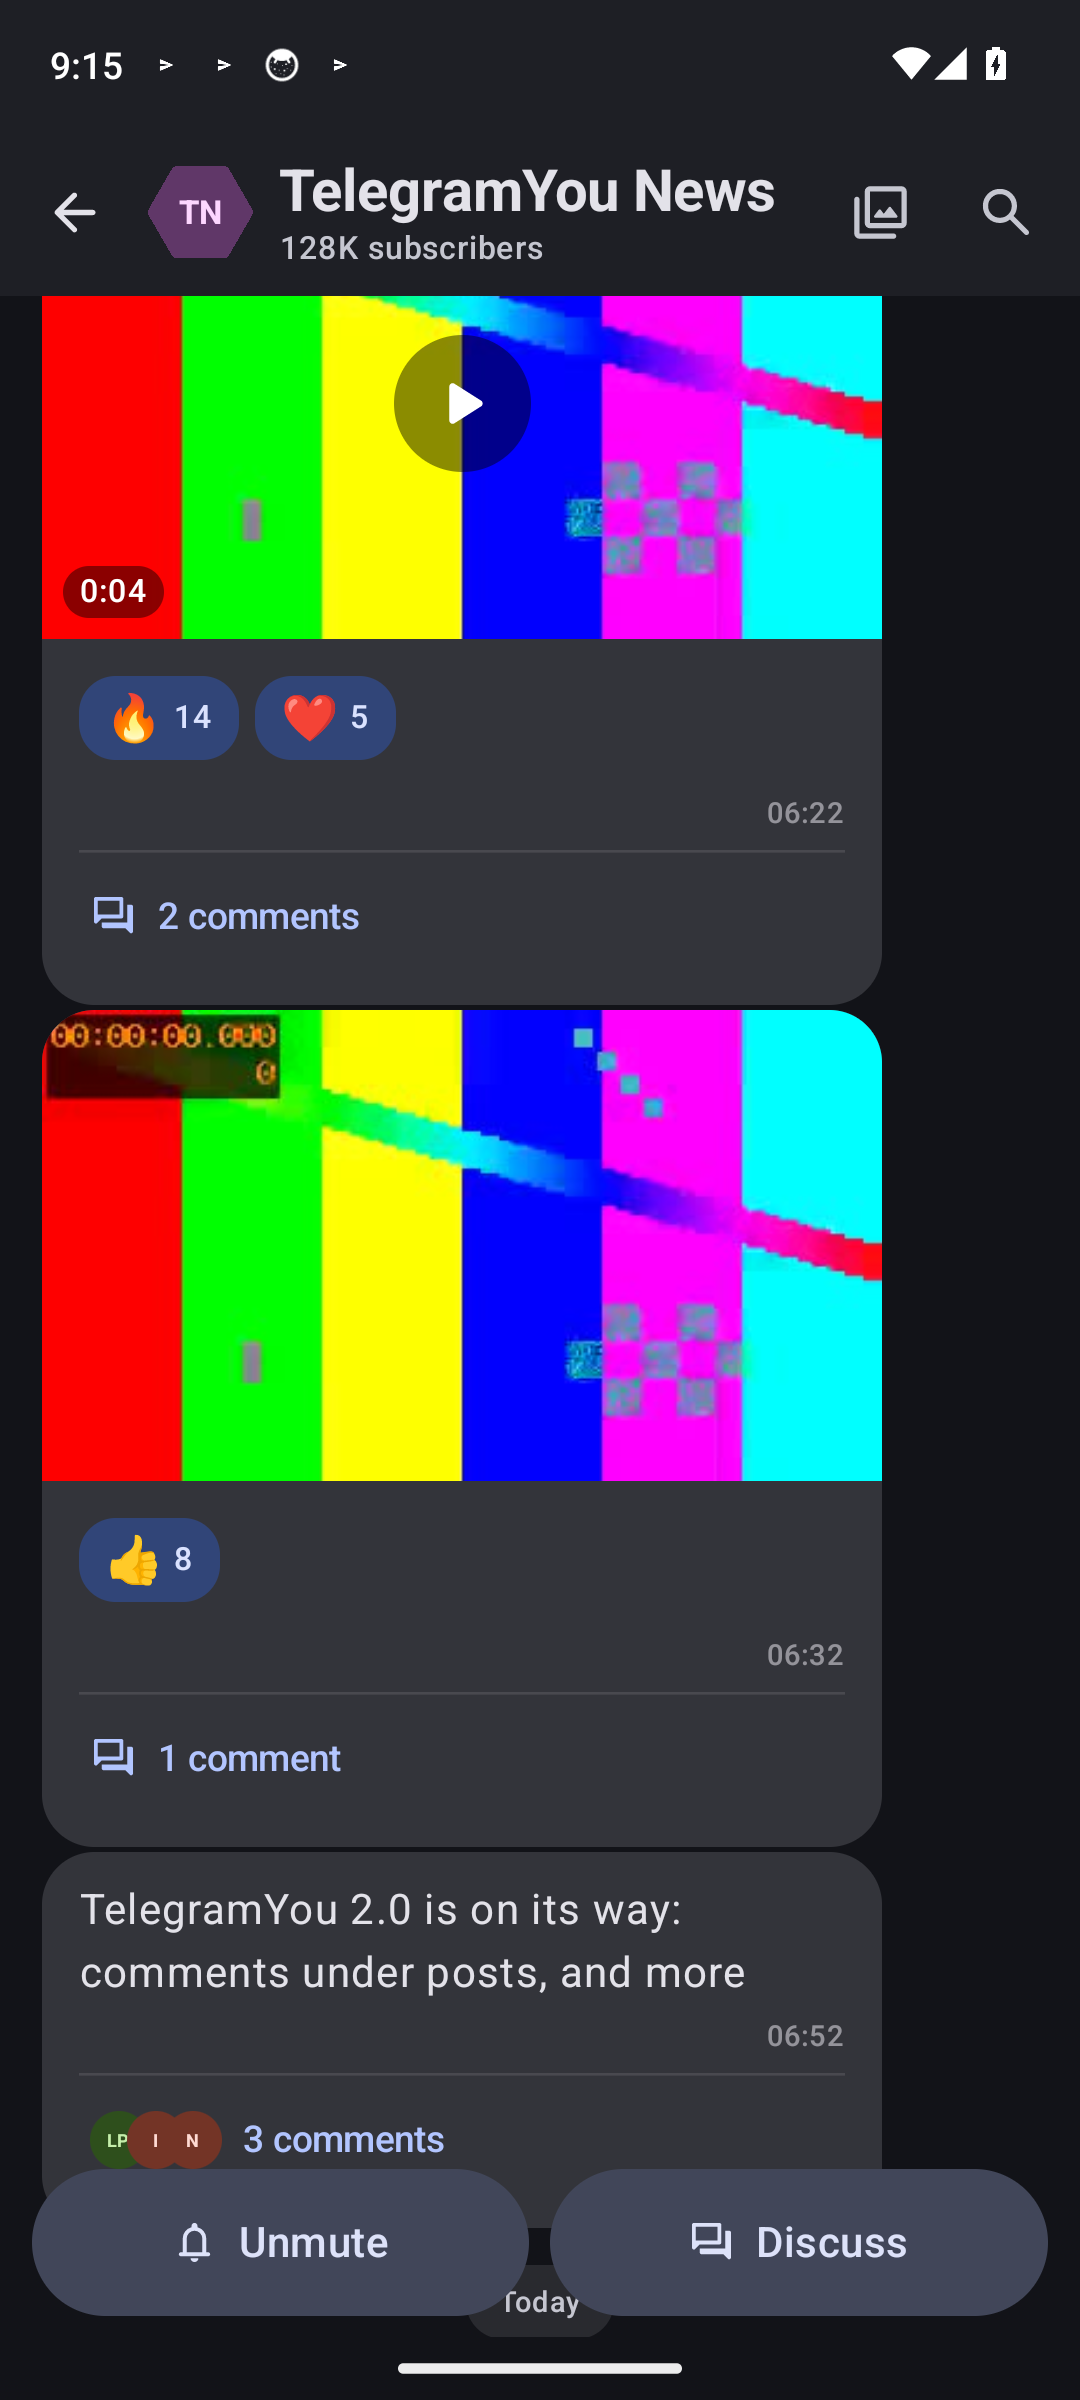 9:15
TN
TelegramYou News
128K subscribers
0:04
14
5
06:22
2 comments
00:00:00.000
0
8
06:32
1 comment
TelegramYou 2.0 is on its way:
comments under posts, and more
06:52
LP
I
N
3 comments
Unmute
Discuss
Today